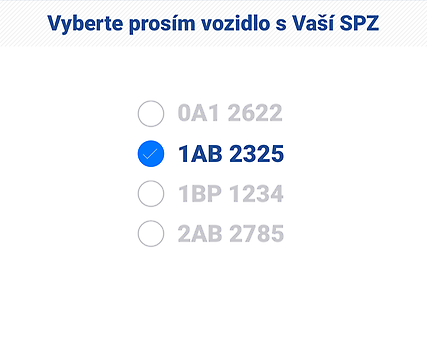 Vyberte prosím vozidlo s Vaší SPZ
0A1 2622
1AB 2325
1BP 1234
2AB 2785